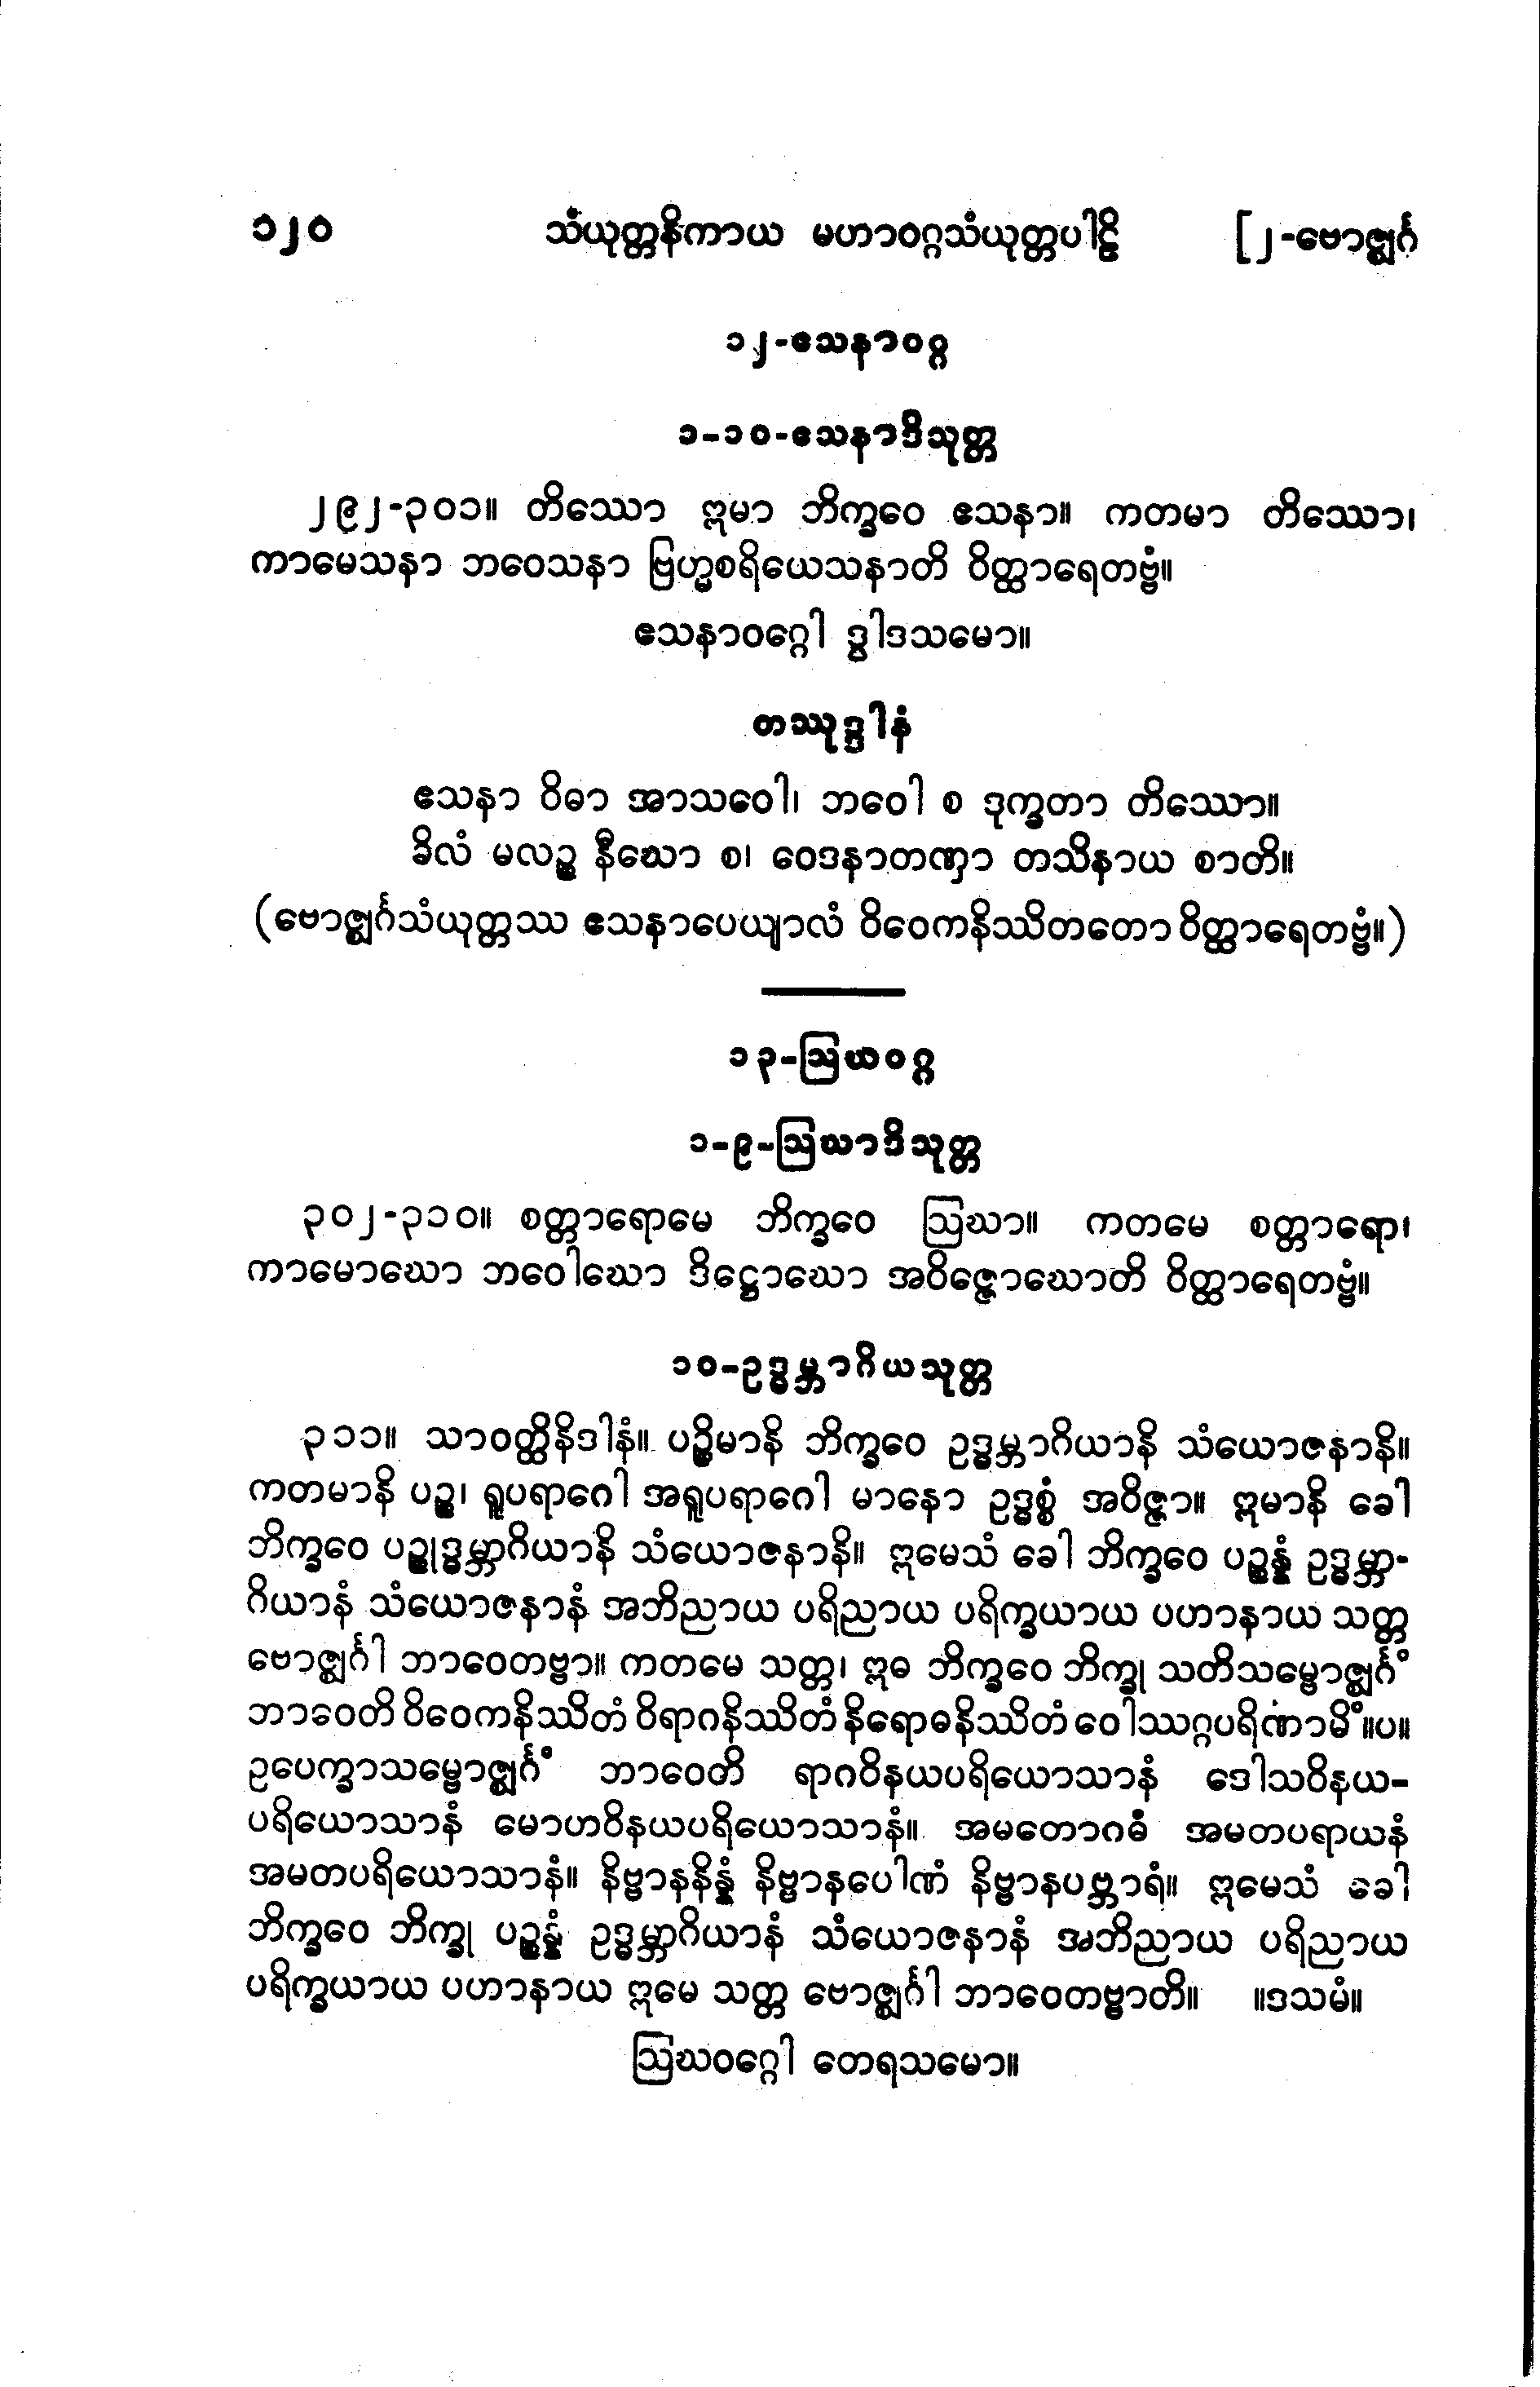 ၁၂၀ သံယုတ္တနိကာယ မဟာဝဂ္ဂသံယုတ္တပါဠိ [၂-ဗောဇ္ဈင်္ဂ
၁၂-ဧသနာဝဂ္ဂ
၁-၁၀-ဧသနာဒိသုတ္တ
၂၉၂-၃၀၁။ တိဿော ဣမာ ဘိက္ခဝေ ဧသနာ။ ကတမာ တိဿော၊
ကာမေသနာ ဘဝေသနာ ဗြဟ္မစရိယေသနာတိ ဝိတ္ထာရေတဗ္ဗံ။
ဧသနာဝဂ္ဂေါ ဒွါဒသမော။
တဿုဒ္ဒါနံ
ဧသနာ ဝိဓာ အာသဝေါ၊ ဘဝေါ စ ဒုက္ခတာ တိဿော။
ခိလံ မလဉ္စ နီဃော စ၊ ဝေဒနာတဏှာ တသိနာယ စာတိ။
(ဗောဇ္ဈင်္ဂသံယုတ္တဿ ဧသနာပေယျာလံ ဝိဝေကနိဿိတတော ဝိတ္ထာရေတဗ္ဗံ။)
၁၃-ဩဃဝဂ္ဂ
၁-၉-ဩဃာဒိသုတ္တ
၃၀၂-၃၁၀။ စတ္တာရောမေ ဘိက္ခဝေ ဩဃာ။ ကတမေ စတ္တာရော၊
ကာမောဃော ဘဝေါဃော ဒိဋ္ဌောဃော အဝိဇ္ဇောဃောတိ ဝိတ္ထာရေတဗ္ဗံ။
၁၀-ဥဒ္ဓမ္ဘာဂိယသုတ္တ
၃၁၁။ သာဝတ္ထိနိဒါနံ။ ပဉ္စိမာနိ ဘိက္ခဝေ ဥဒ္ဓမ္ဘာဂိယာနိ သံယောဇနာနိ။
ကတမာနိ ပဉ္စ၊ ရူပရာဂေါ အရူပရာဂေါ မာနော ဥဒ္ဓစ္စံ အဝိဇ္ဇာ။ ဣမာနိ ခေါ
ဘိက္ခဝေ ပဉ္စုဒ္ဓမ္ဘာဂိယာနိ သံယောဇနာနိ။ ဣမေသံ ခေါ ဘိက္ခဝေ ပဉ္စန္နံ ဥဒ္ဓမ္ဘာ-
ဂိယာနံ သံယောဇနာနံ အဘိညာယ ပရိညာယ ပရိက္ခယာယ ပဟာနာယ သတ္တ
ဗောဇ္ဈင်္ဂါ ဘာဝေတဗ္ဗာ။ ကတမေ သတ္တ၊ ဣဓ ဘိက္ခဝေ ဘိက္ခု သတိသမ္ဗောဇ္ဈင်္ဂံ
ဘာဝေတိ ဝိဝေကနိဿိတံ ဝိရာဂနိဿိတံ နိရောဓနိဿိတံ ဝေါဿဂ္ဂပရိဏာမိံ။ပ။
ဥပေက္ခာသမ္ဗောဇ္ဈင်္ဂံ ဘာဝေတိ ရာဂဝိနယပရိယောသာနံ ဒေါသဝိနယ-
ပရိယောသာနံ မောဟဝိနယပရိယောသာနံ။ အမတောဂဓံ အမတပရာယနံ
အမတပရိယောသာနံ။ နိဗ္ဗာနနိန္နံ နိဗ္ဗာနပေါဏံ နိဗ္ဗာနပဗ္ဘာရံ။ ဣမေသံ ခေါ
ဘိက္ခဝေ ဘိက္ခု ပဉ္စန္နံ ဥဒ္ဓမ္ဘာဂိယာနံ သံယောဇနာနံ အဘိညာယ ပရိညာယ
ပရိက္ခယာယ ပဟာနာယ ဣမေ သတ္တ ဗောဇ္ဈင်္ဂါ ဘာဝေတဗ္ဗာတိ။ ။ဒသမံ။
ဩဃဝဂ္ဂေါ တေရသမော။